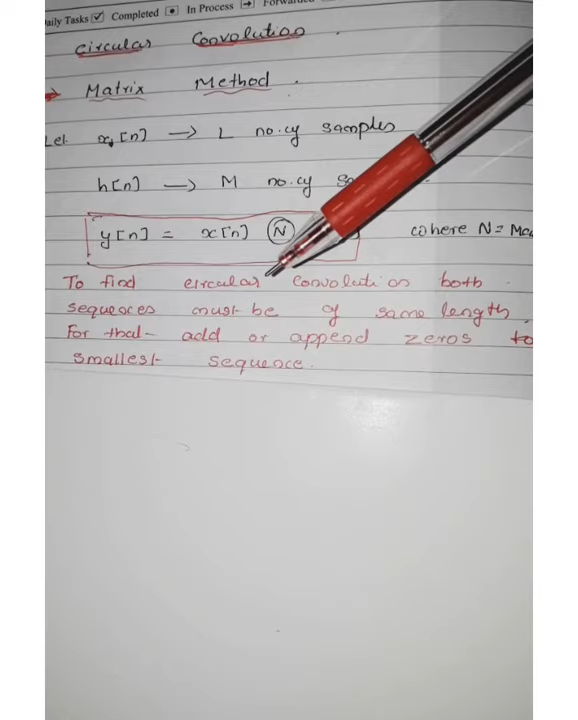 Daily Tasks Completed In Process Forwarded
Circular Convolution.
Matrix Method.
Let x[n] → L no. of samples
h[n] → M no. of
y[n] = x[n] N where N = Max
To find circular convolution both
sequences must be of same length.
For that add or append zeros to
smallest sequence.